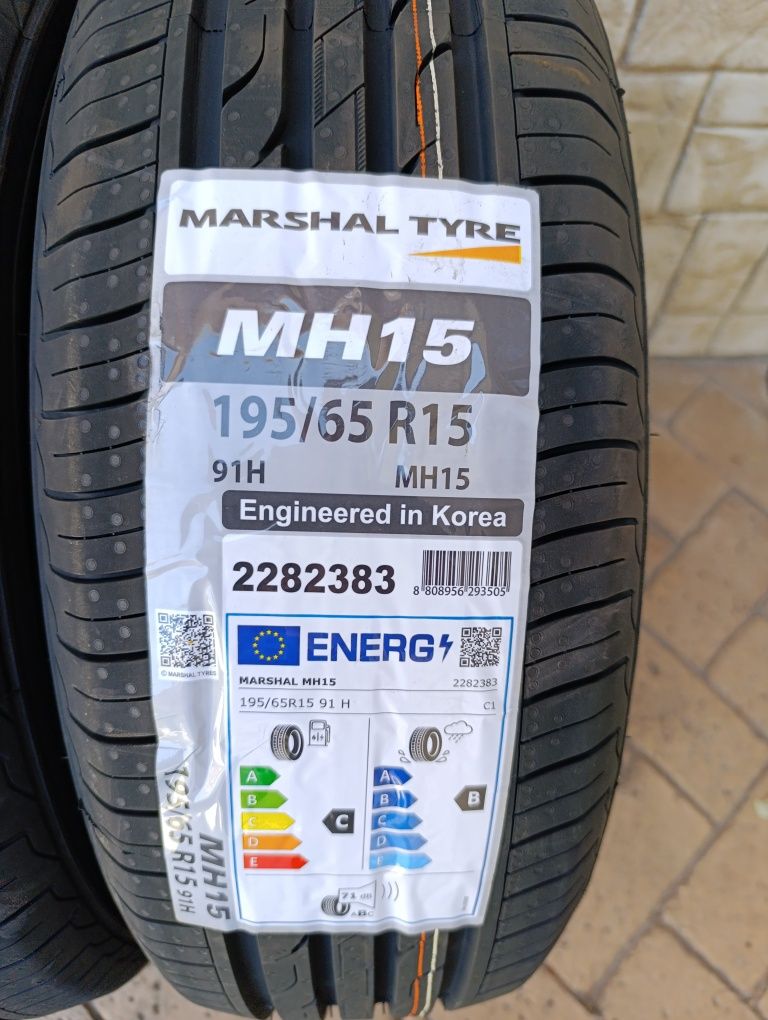 MARSHAL TYRE
MH15
195/65 R15
91H MH15
Engineered in Korea
2282383
8 808956 293505
ENERG
© MARSHAL TYRES
MARSHAL MH15 2282383
195/65R15 91 H C1
A A
B B B
C C C
D D
E E
71 dB
ABC
MH15
195/65 R15 91H